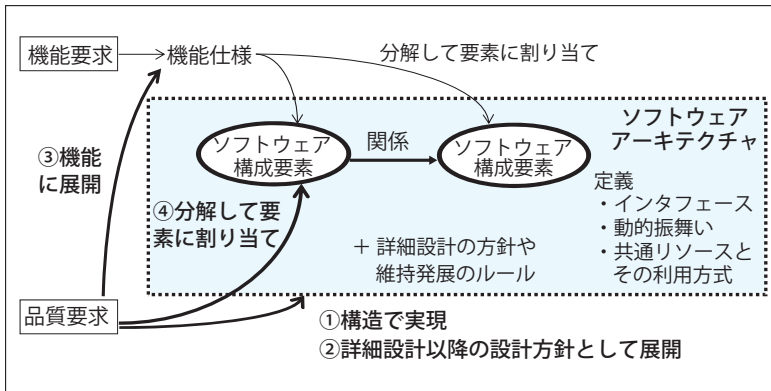 機能要求
機能仕様
分解して要素に割り当て
ソフトウェア
アーキテクチャ
ソフトウェア
構成要素
関係
ソフトウェア
構成要素
③機能
に展開
定義
・インタフェース
・動的振舞い
・共通リソースと
その利用方式
④分解して要
素に割り当て
＋詳細設計の方針や
維持発展のルール
品質要求
①構造で実現
②詳細設計以降の設計方針として展開